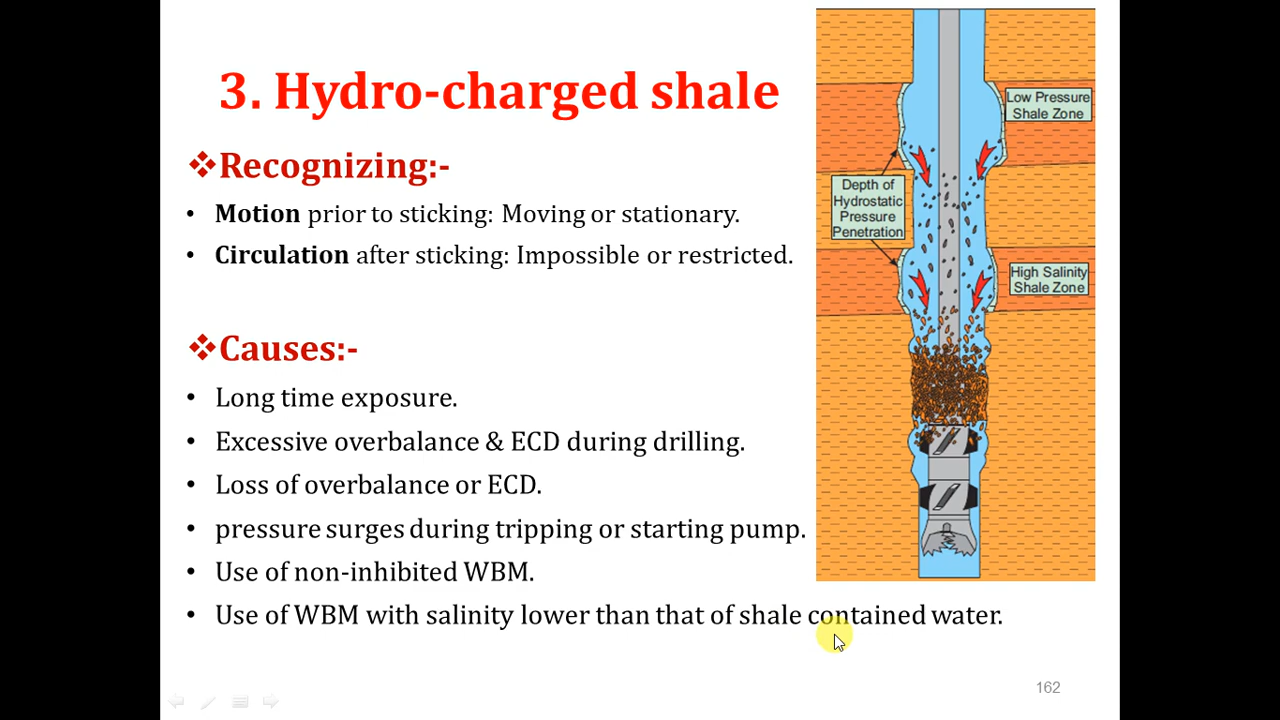 3. Hydro-charged shale
❖Recognizing:-
• Motion prior to sticking: Moving or stationary.
• Circulation after sticking: Impossible or restricted.
❖Causes:-
• Long time exposure.
• Excessive overbalance & ECD during drilling.
• Loss of overbalance or ECD.
• pressure surges during tripping or starting pump.
• Use of non-inhibited WBM.
• Use of WBM with salinity lower than that of shale contained water.
Low Pressure
Shale Zone
Depth of
Hydrostatic
Pressure
Penetration
High Salinity
Shale Zone
162